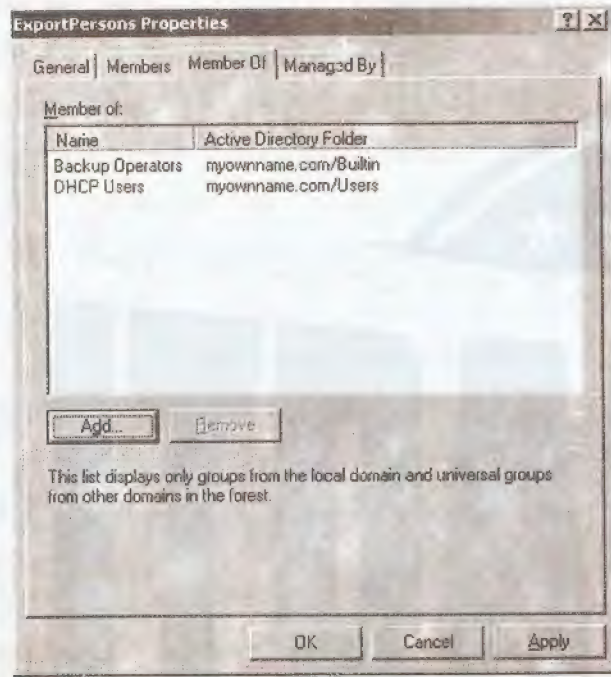 ExportPersons Properties
General Members Member Of Managed By
Member of:
Name Active Directory Folder
Backup Operators myownname.com/Builtin
DHCP Users myownname.com/Users
Add... Remove
This list displays only groups from the local domain and universal groups
from other domains in the forest.
OK Cancel Apply